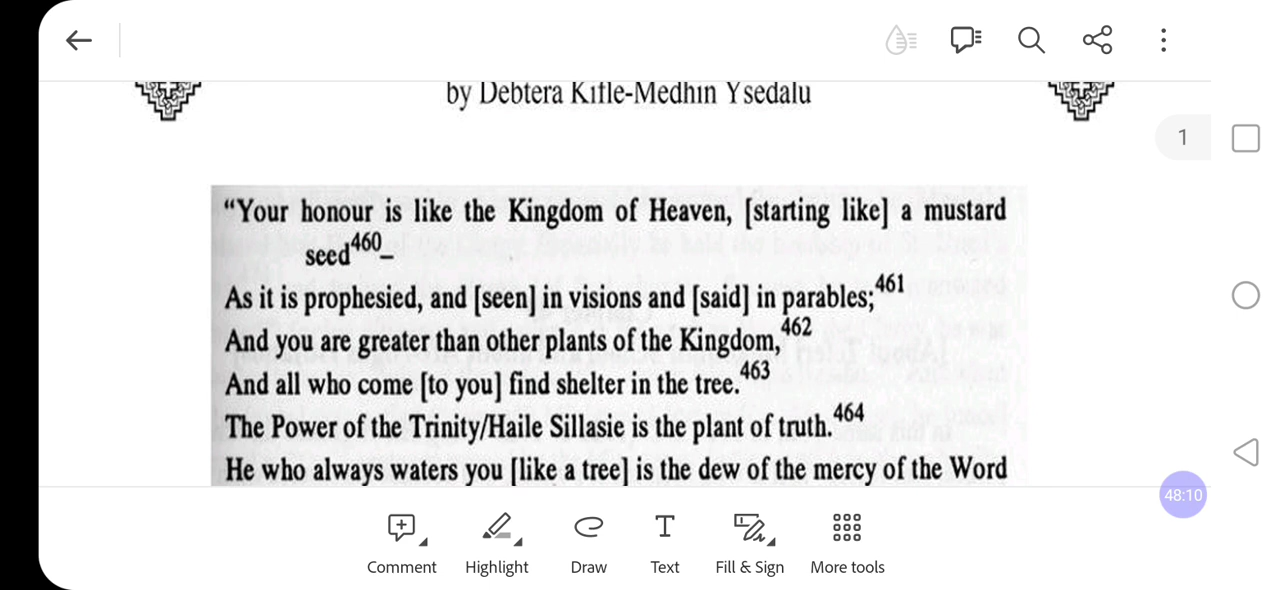 by Debtera Kifle-Medhin Ysedalu
1
“Your honour is like the Kingdom of Heaven, [starting like] a mustard
seed460–
As it is prophesied, and [seen] in visions and [said] in parables;461
And you are greater than other plants of the Kingdom,462
And all who come [to you] find shelter in the tree.463
The Power of the Trinity/Haile Sillasie is the plant of truth.464
He who always waters you [like a tree] is the dew of the mercy of the Word
48:10
Comment Highlight Draw Text Fill & Sign More tools